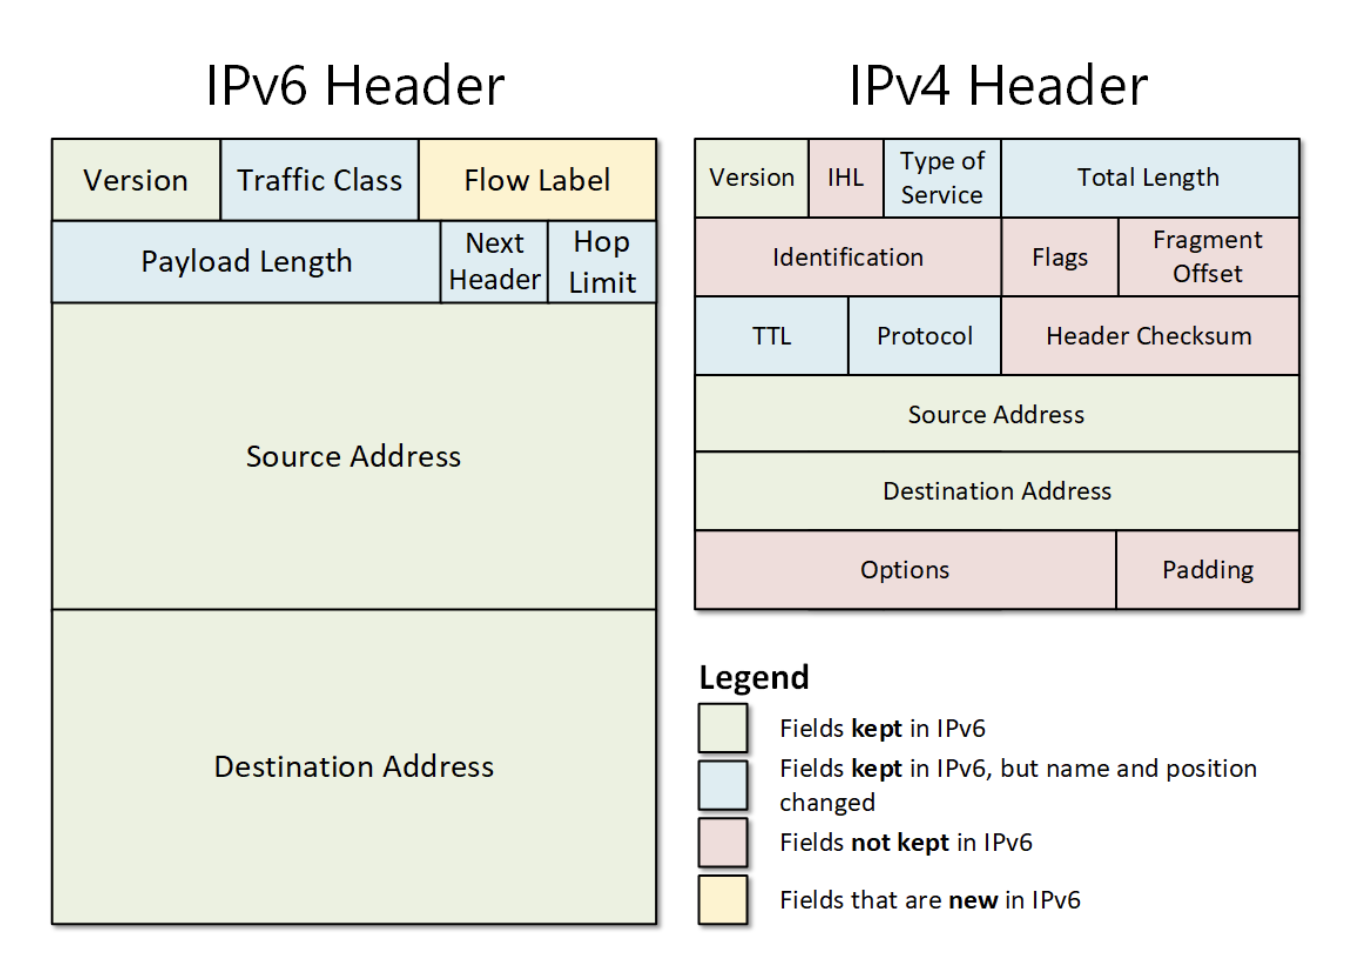 IPv6 Header
Version
Traffic Class
Flow Label
Payload Length
Next
Header
Hop
Limit
Source Address
Destination Address
IPv4 Header
Version
IHL
Type of
Service
Total Length
Identification
Flags
Fragment
Offset
TTL
Protocol
Header Checksum
Source Address
Destination Address
Options
Padding
Legend
Fields kept in IPv6
Fields kept in IPv6, but name and position
changed
Fields not kept in IPv6
Fields that are new in IPv6